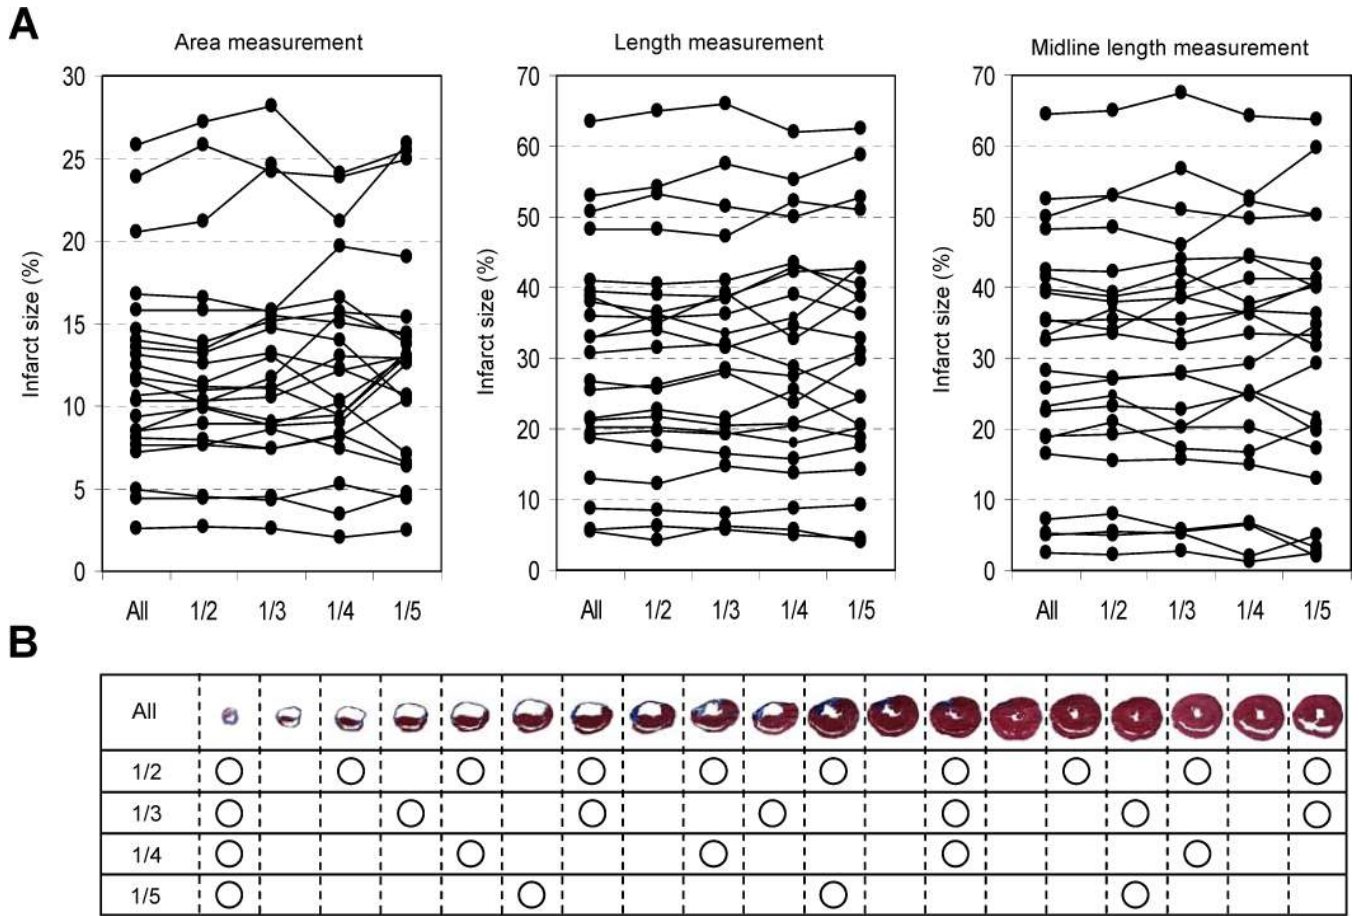 A
Area measurement
Length measurement
Midline length measurement
Infarct size (%)
30
25
20
15
10
5
0
All 1/2 1/3 1/4 1/5
Infarct size (%)
70
60
50
40
30
20
10
0
All 1/2 1/3 1/4 1/5
Infarct size (%)
70
60
50
40
30
20
10
0
All 1/2 1/3 1/4 1/5
B
All
1/2
1/3
1/4
1/5